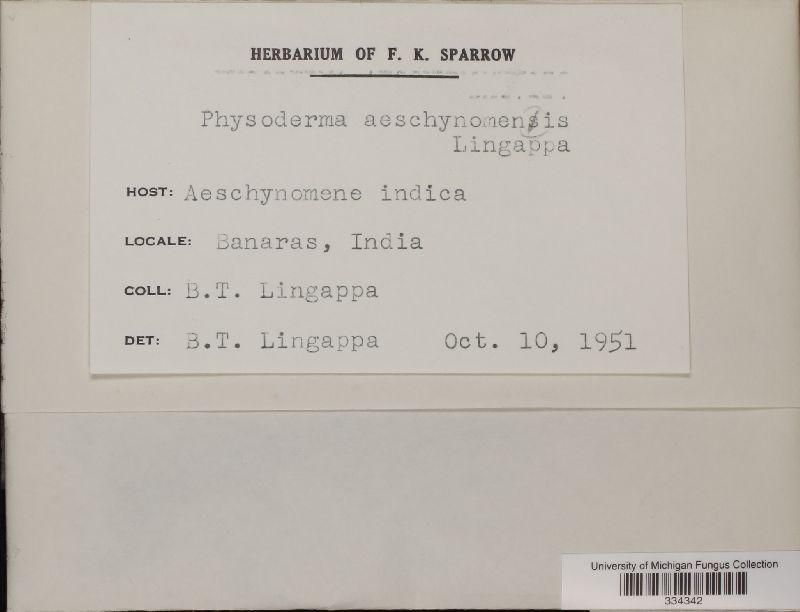 HERBARIUM OF F. K. SPARROW
Physoderma aeschynomensis
Lingappa
HOST: Aeschynomene indica
LOCALE: Banaras, India
COLL: B.T. Lingappa
DET: B.T. Lingappa Oct. 10, 1951
University of Michigan Fungus Collection
334342